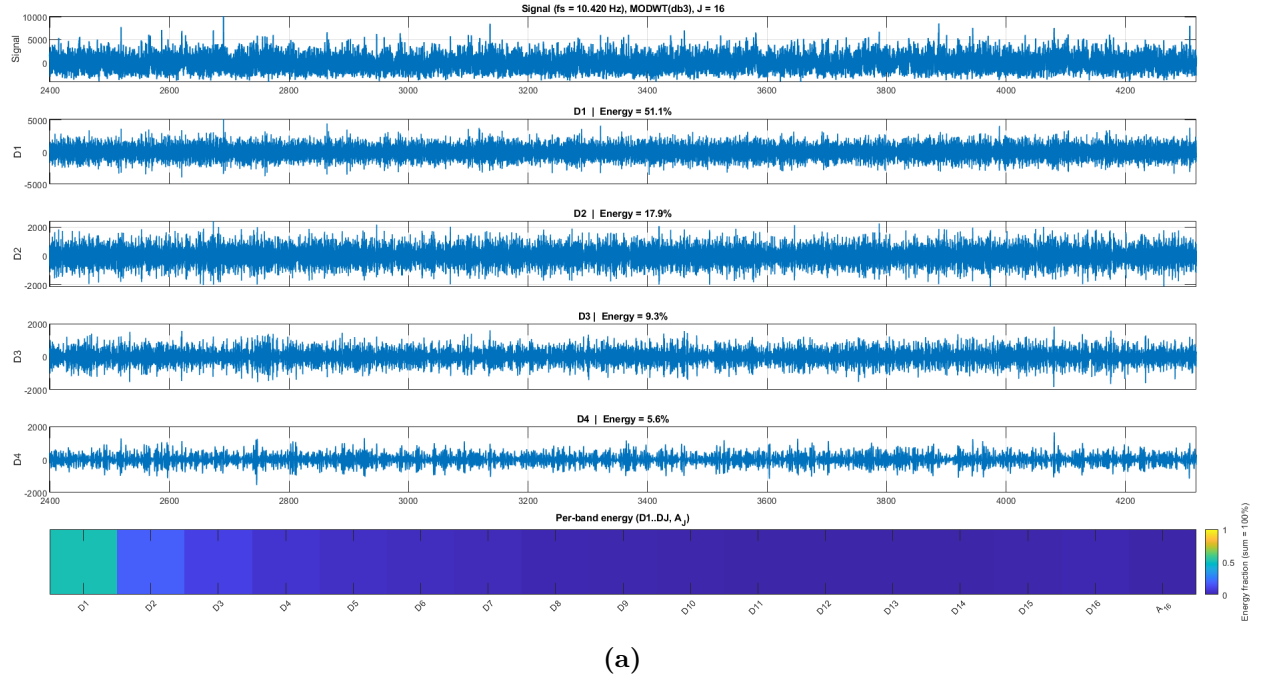 Signal (fs = 10.420 Hz), MODWT(db3), J = 16
Signal
10000
5000
0
2400 2600 2800 3000 3200 3400 3600 3800 4000 4200
D1 | Energy = 51.1%
D1
5000
0
-5000
D2 | Energy = 17.9%
D2
2000
0
-2000
D3 | Energy = 9.3%
D3
2000
0
-2000
D4 | Energy = 5.6%
D4
2000
0
-2000
2400 2600 2800 3000 3200 3400 3600 3800 4000 4200
Per-band energy (D1..DJ, A_J)
D1 D2 D3 D4 D5 D6 D7 D8 D9 D10 D11 D12 D13 D14 D15 D16 A_16
1
0.5
0
Energy fraction (sum = 100%)
(a)